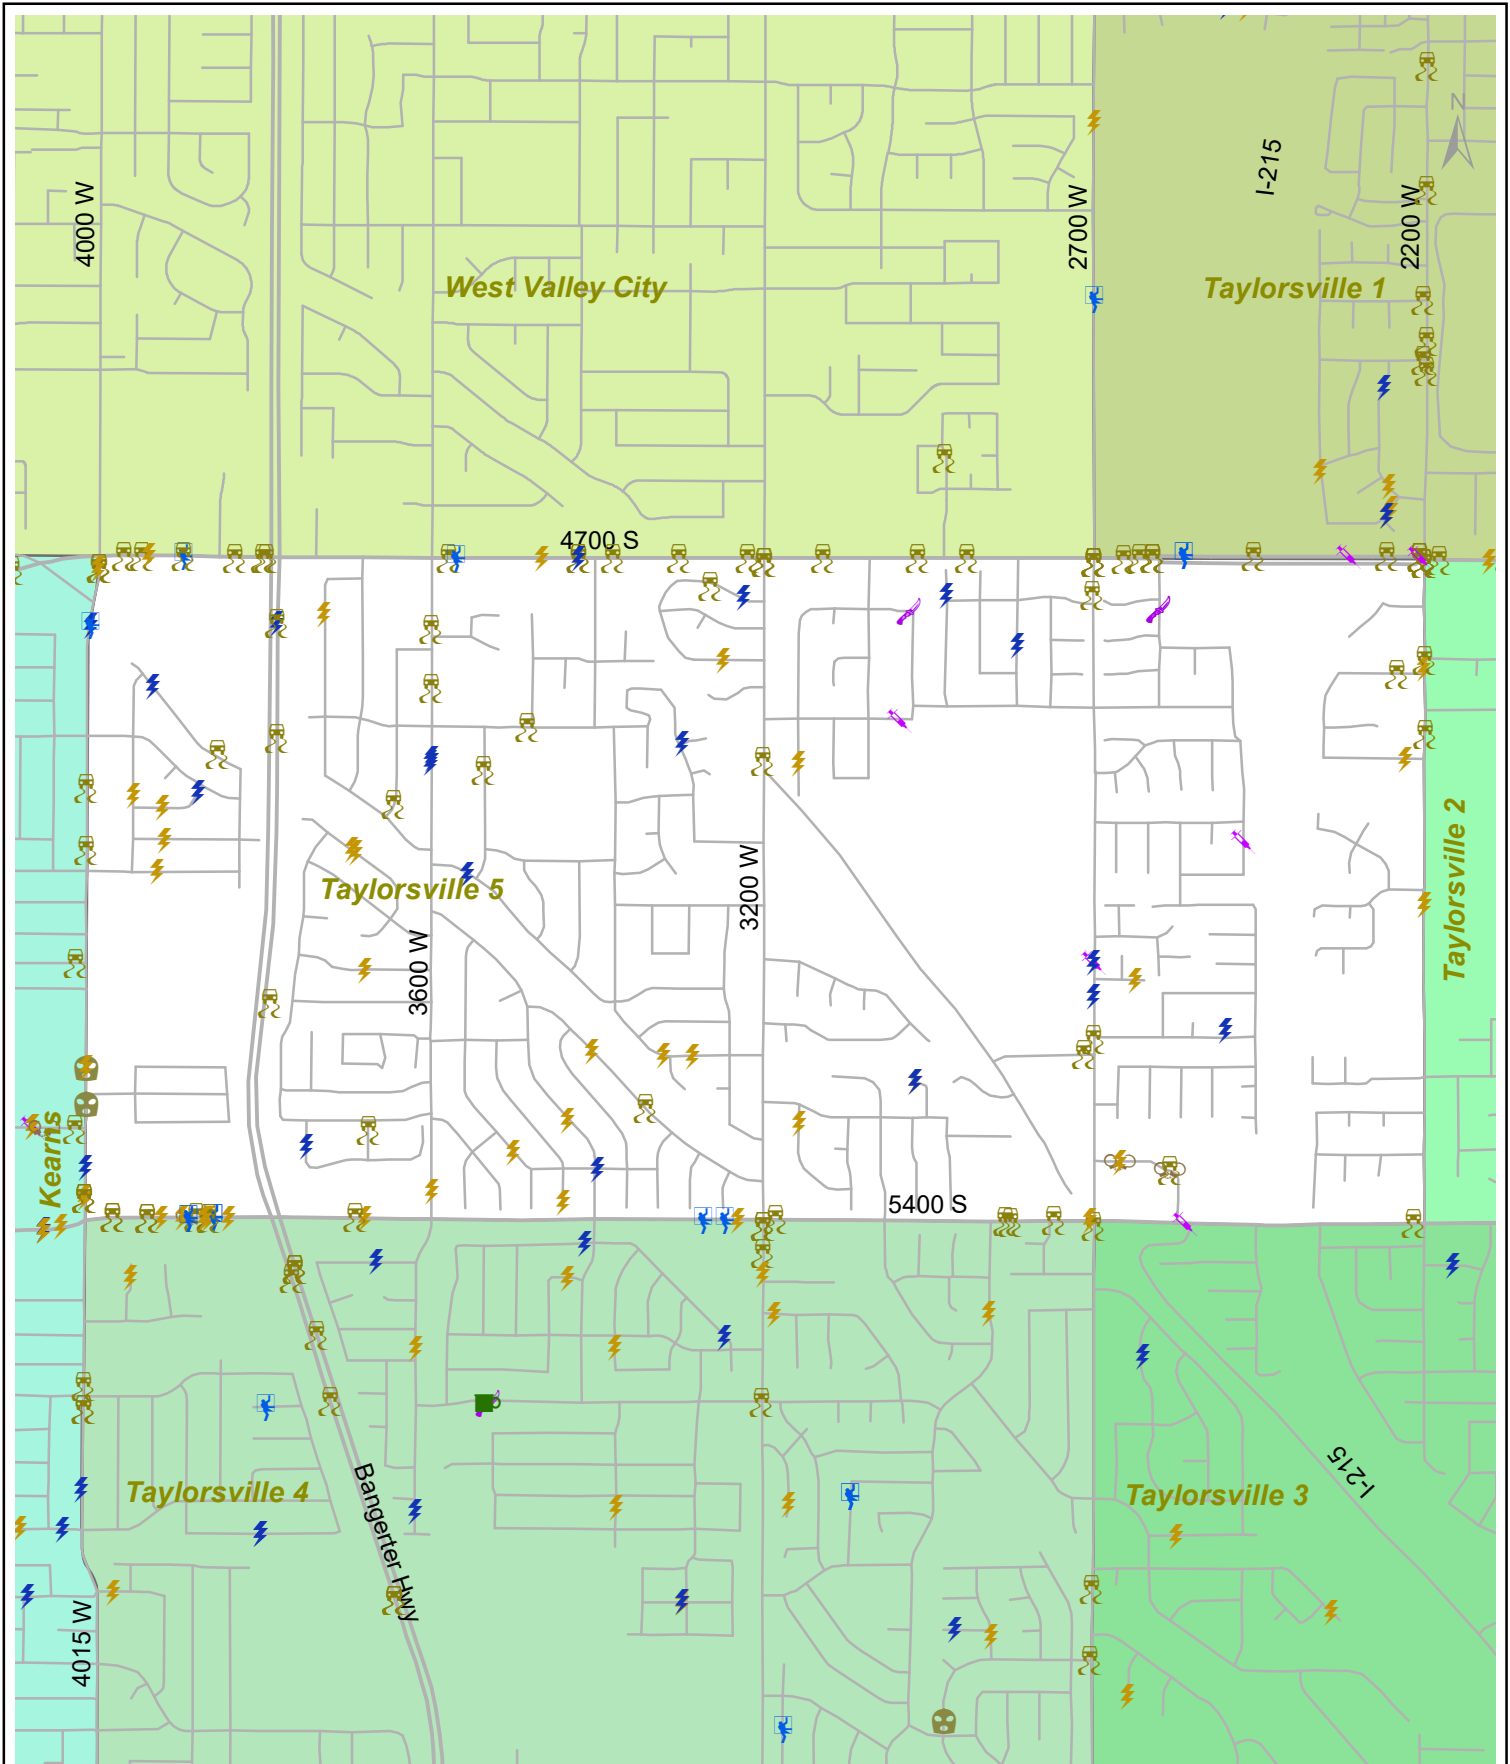 N
I-215
4000 W
2700 W
2200 W
West Valley City
Taylorsville 1
4700 S
Taylorsville 2
3200 W
Taylorsville 5
3600 W
Kearns
5400 S
I-215
Taylorsville 4
Taylorsville 3
Bangerter Hwy
4015 W